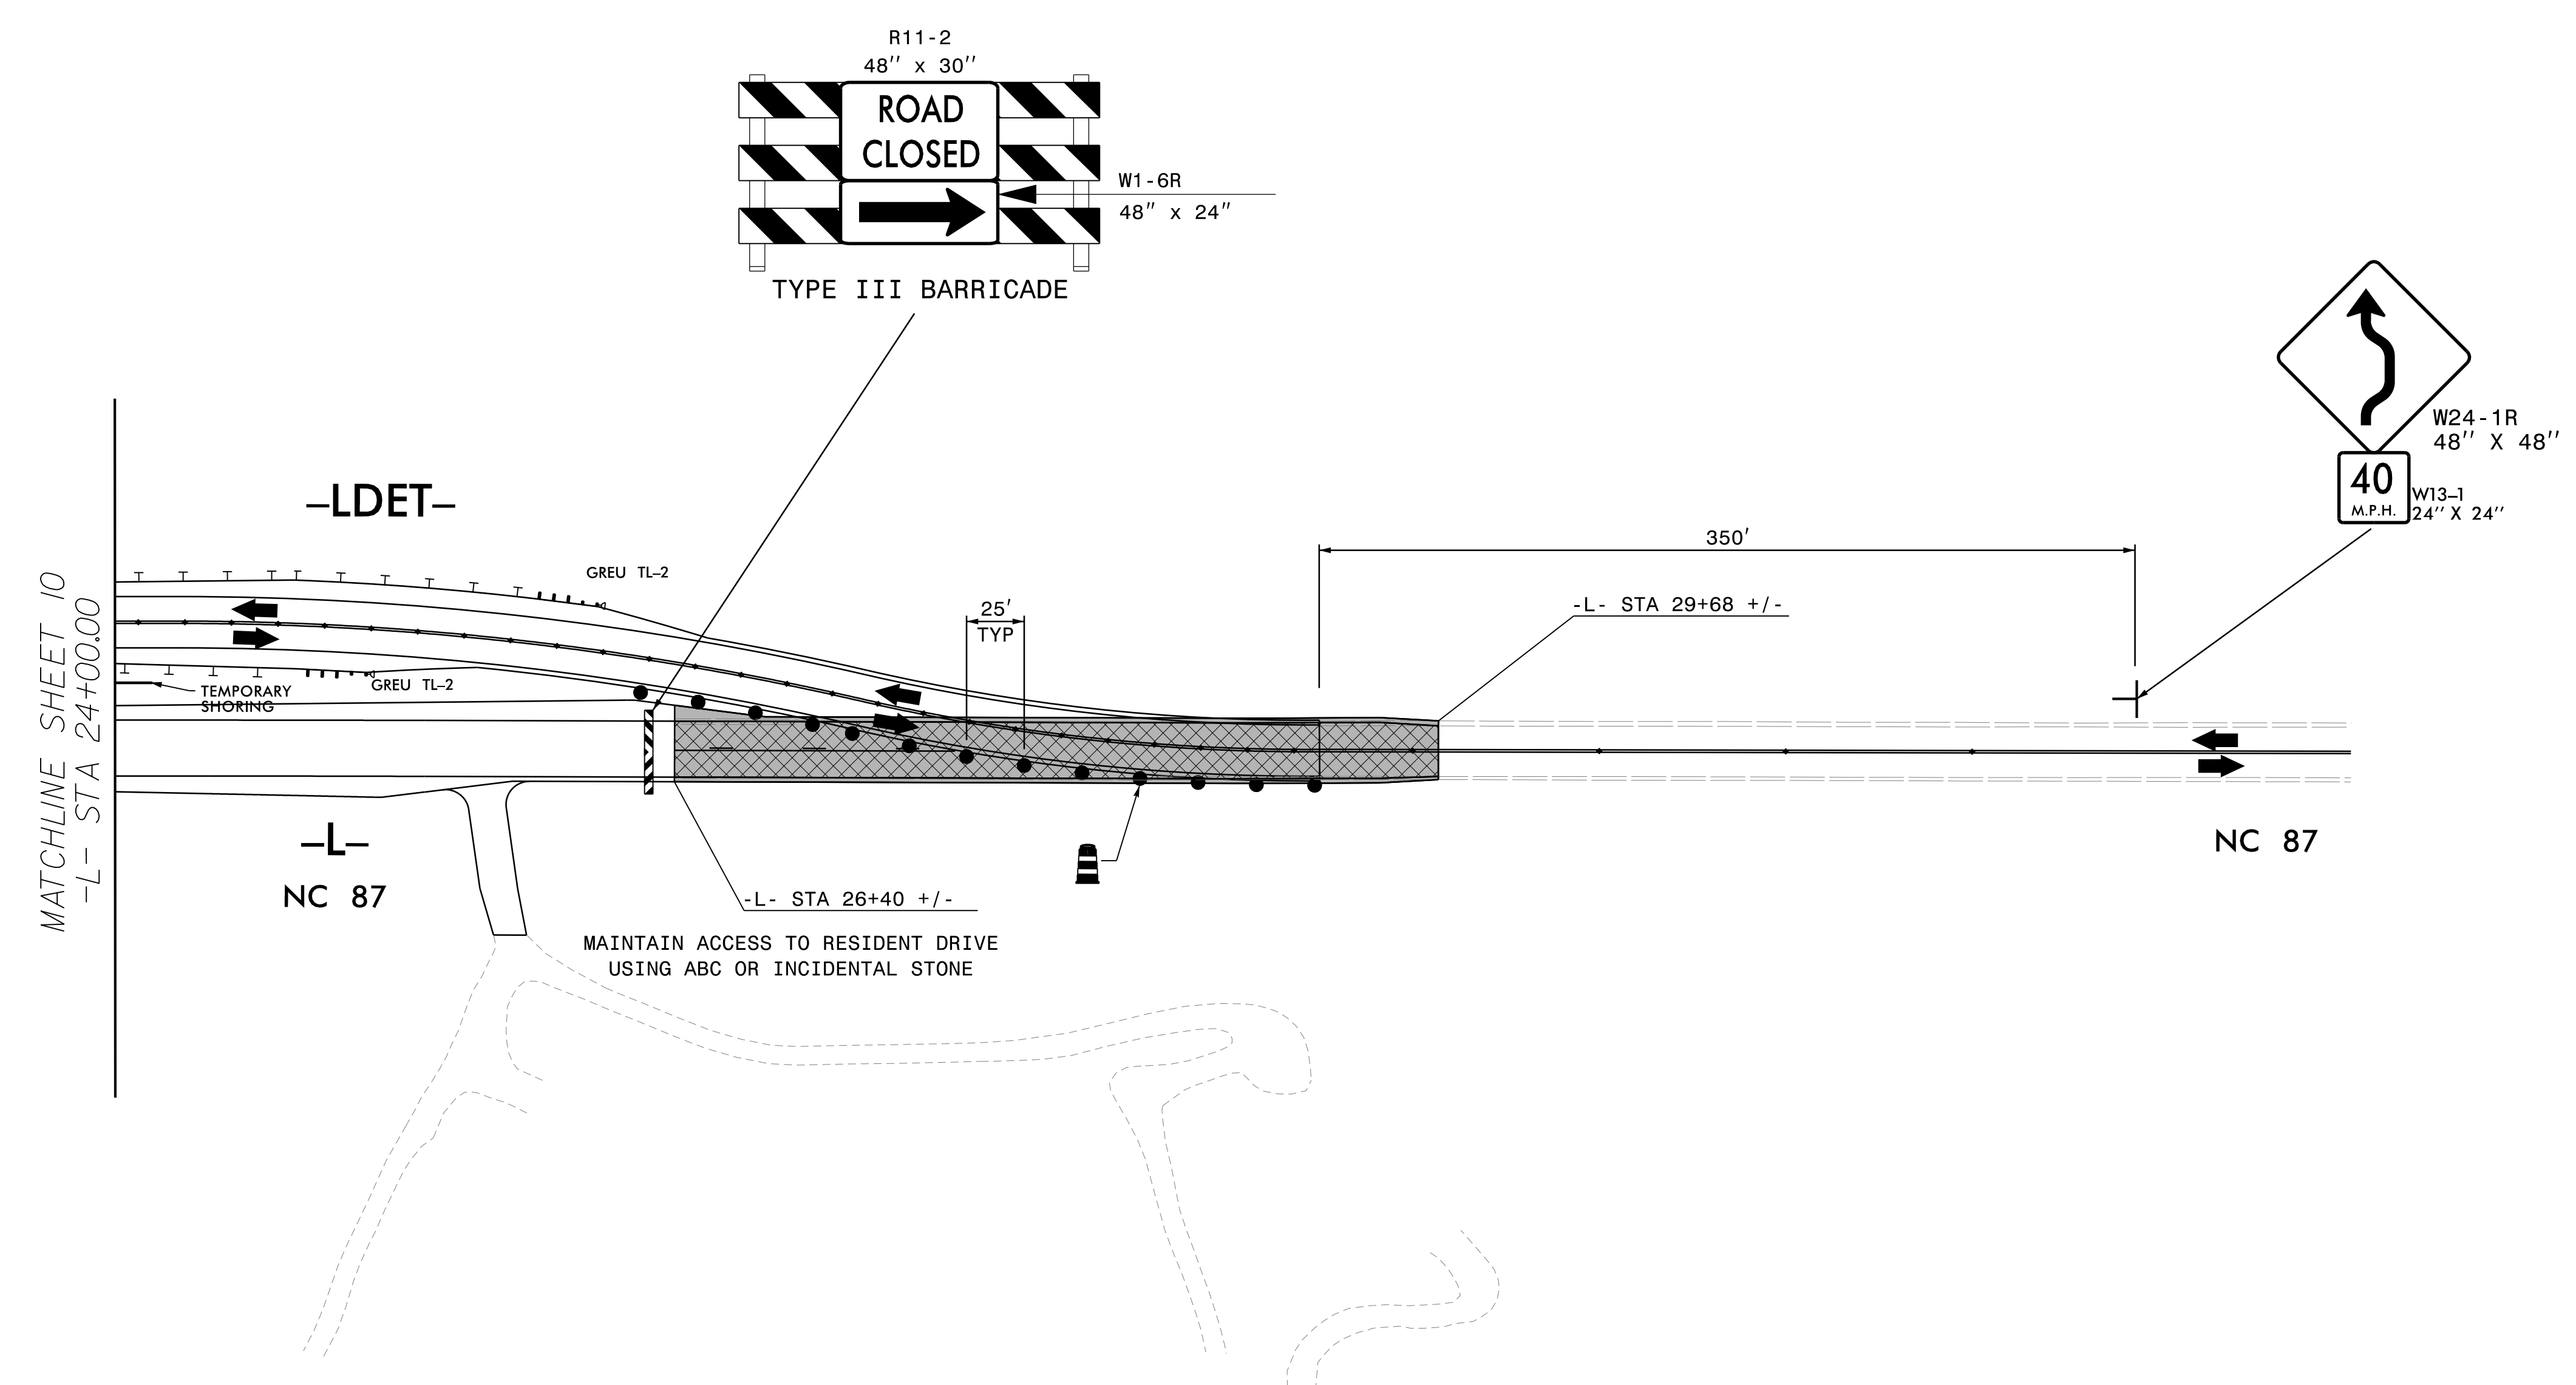 R11-2
48" x 30"
ROAD
CLOSED
W1-6R
48" x 24"
TYPE III BARRICADE
W24-1R
48" X 48"
40
M.P.H.
W13-1
24" X 24"
-LDET-
350'
GREU TL-2
25'
TYP
-L- STA 29+68 +/-
MATCHLINE SHEET 10
-L- STA 24+00.00
GREU TL-2
TEMPORARY
SHORING
-L-
NC 87
NC 87
-L- STA 26+40 +/-
MAINTAIN ACCESS TO RESIDENT DRIVE
USING ABC OR INCIDENTAL STONE